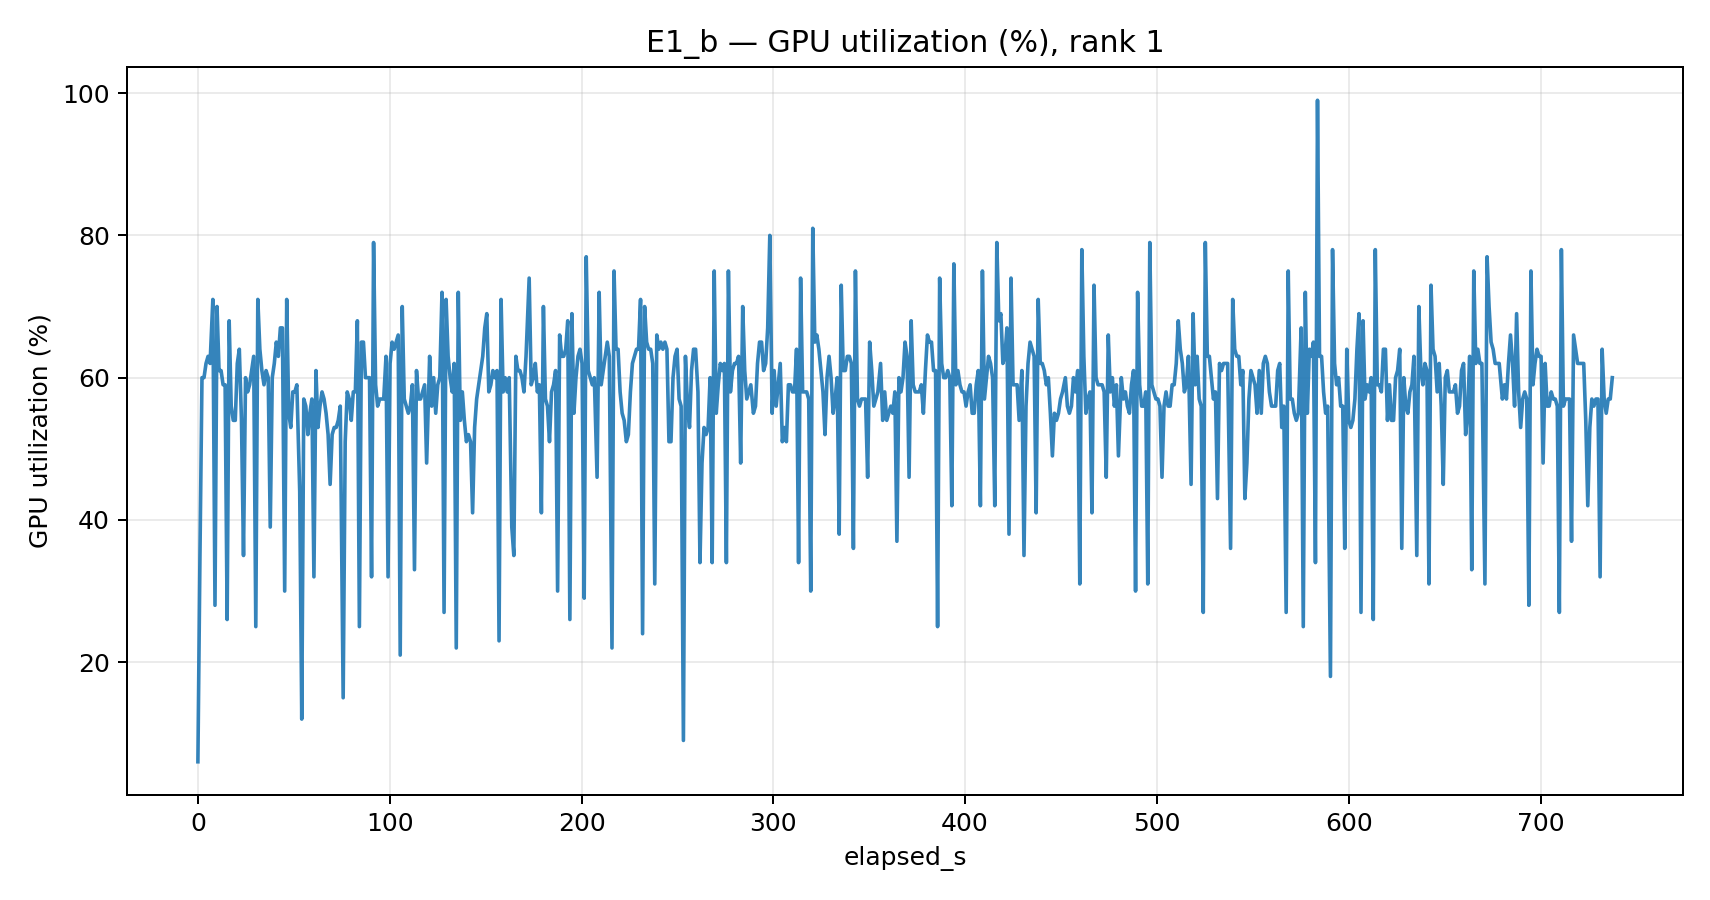 E1_b — GPU utilization (%), rank 1
100
80
60
40
20
GPU utilization (%)
0 100 200 300 400 500 600 700
elapsed_s